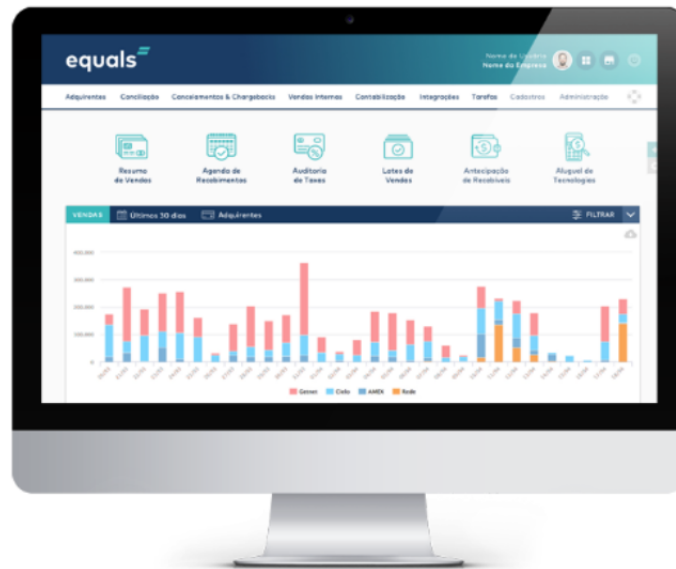 equals
Nome do Usuário
Nome da Empresa
Adquirentes Conciliação Cancelamentos & Chargebacks Vendas Internas Contabilização Integrações Tarefas Cadastros Administração
Resumo de Vendas
Agenda de Recebimentos
Auditoria de Taxas
Lotes de Vendas
Antecipação de Recebíveis
Aluguel de Tecnologias
VENDAS Últimos 30 dias Adquirentes FILTRAR
400,000
300,000
200,000
100,000
0
Getnet Cielo AMEX Rede